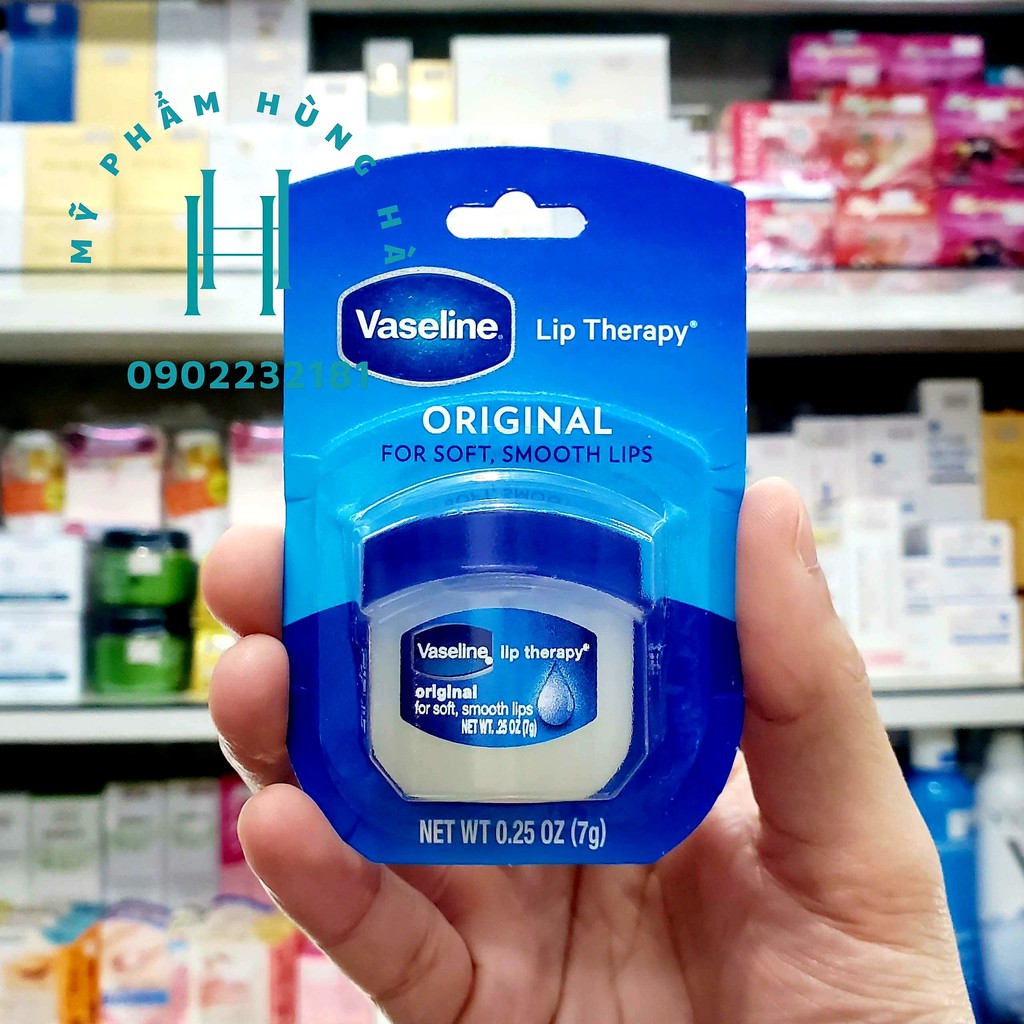 MỸ PHẨM HÙNG HÀ
H
0902232181
Vaseline® Lip Therapy®
ORIGINAL
FOR SOFT, SMOOTH LIPS
Vaseline® lip therapy®
original
for soft, smooth lips
NET WT. .25 OZ (7g)
NET WT 0.25 OZ (7g)